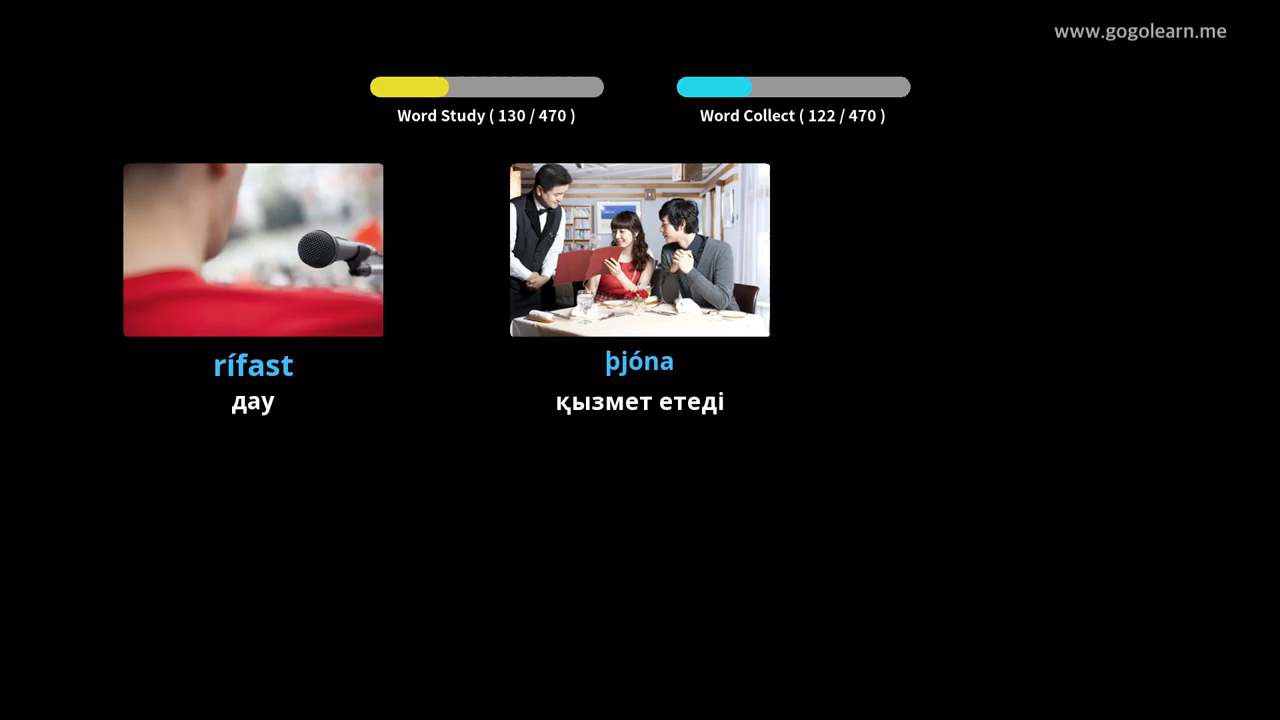 www.gogolearn.me
Word Study ( 130 / 470 )
Word Collect ( 122 / 470 )
rífast
дау
þjóna
қызмет етеді